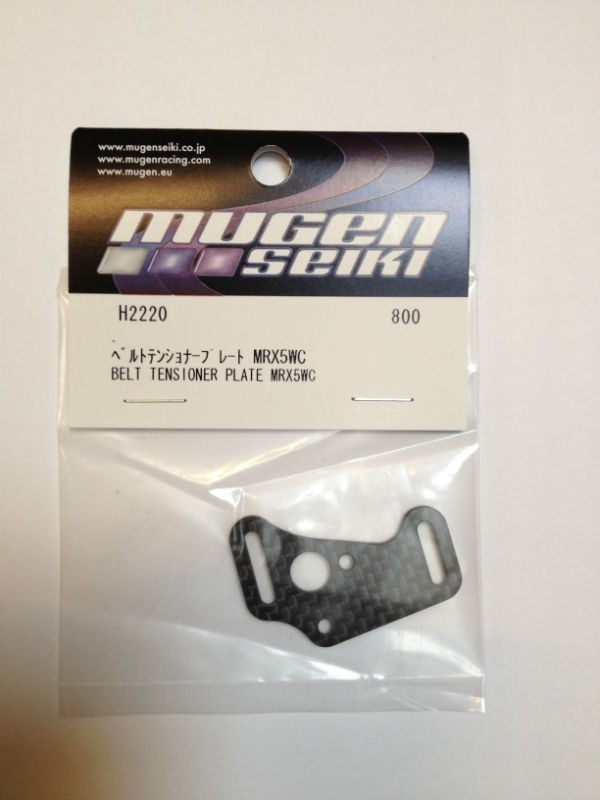 www.mugenseiki.co.jp
www.mugenracing.com
www.mugen.eu
mugen
seiki
H2220 800
ﾍﾞﾙﾄﾃﾝｼｮﾅｰﾌﾟﾚｰﾄ MRX5WC
BELT TENSIONER PLATE MRX5WC